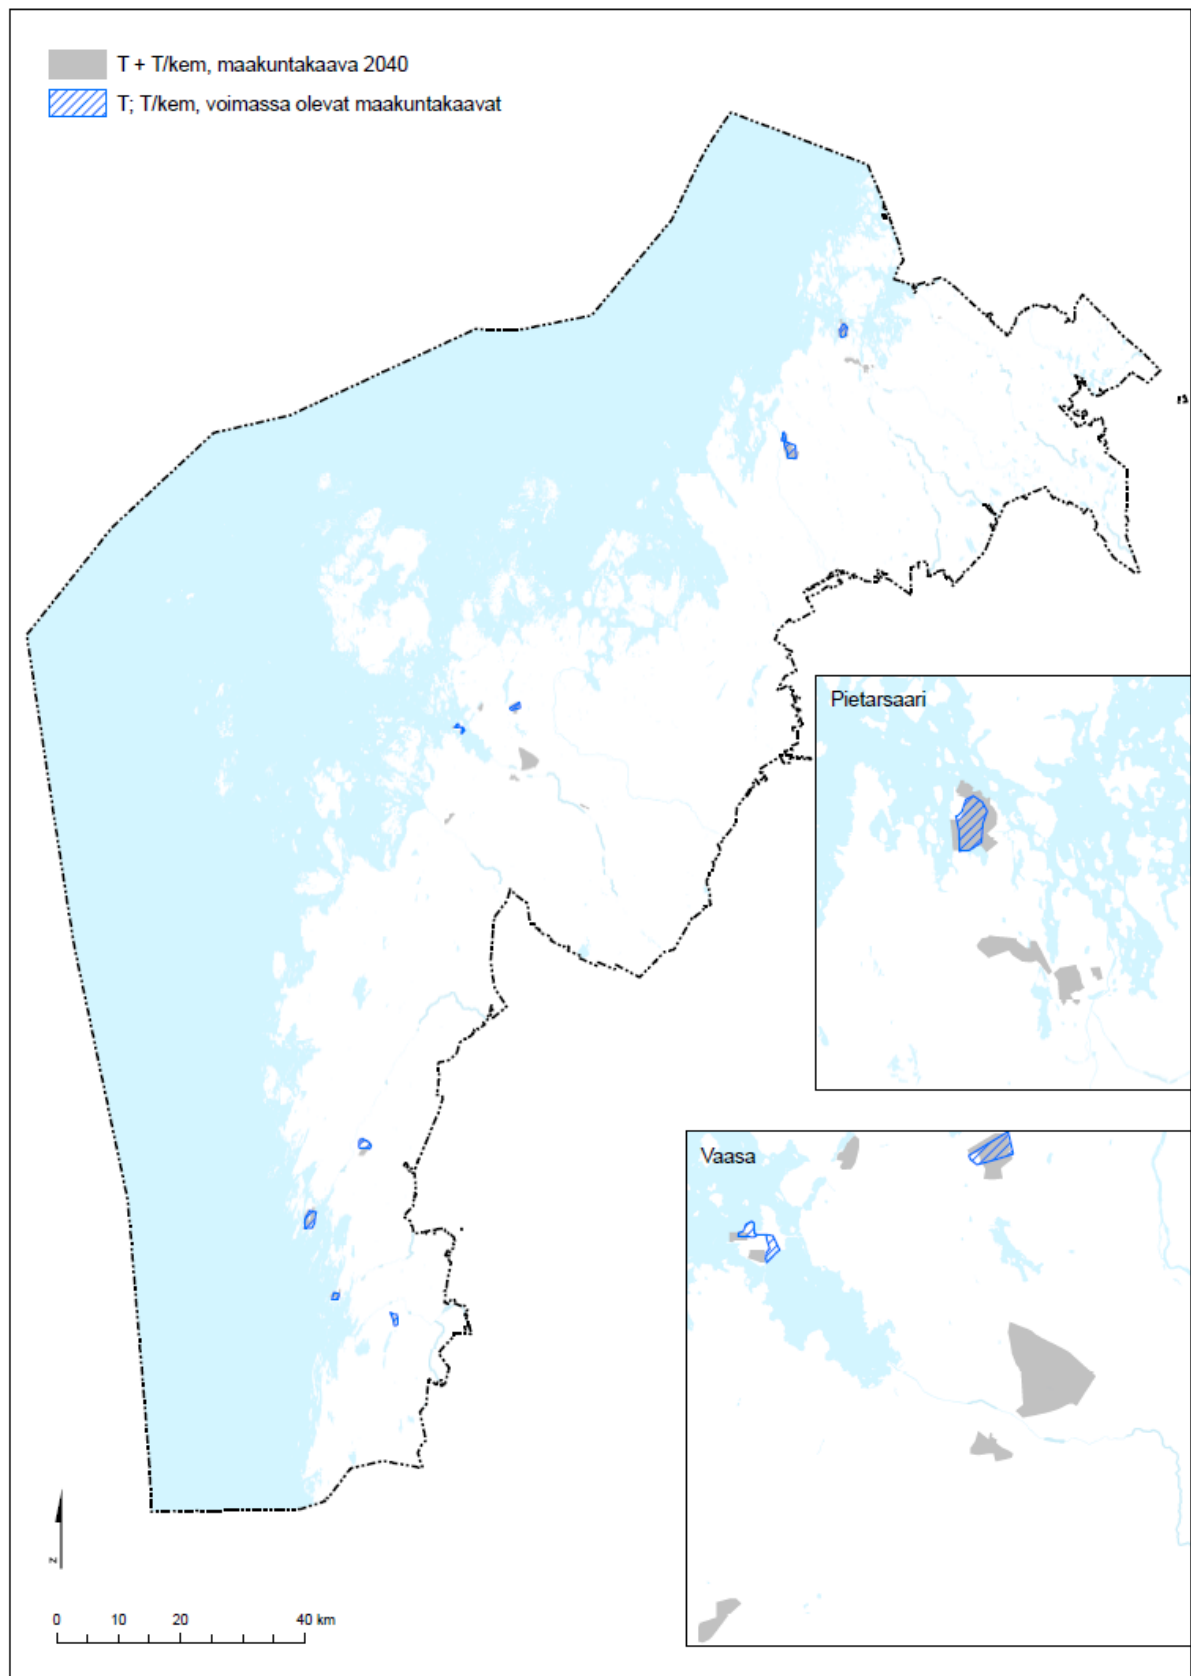 T + T/kem, maakuntakaava 2040
T; T/kem, voimassa olevat maakuntakaavat
Pietarsaari
Vaasa
z
0 10 20 40 km